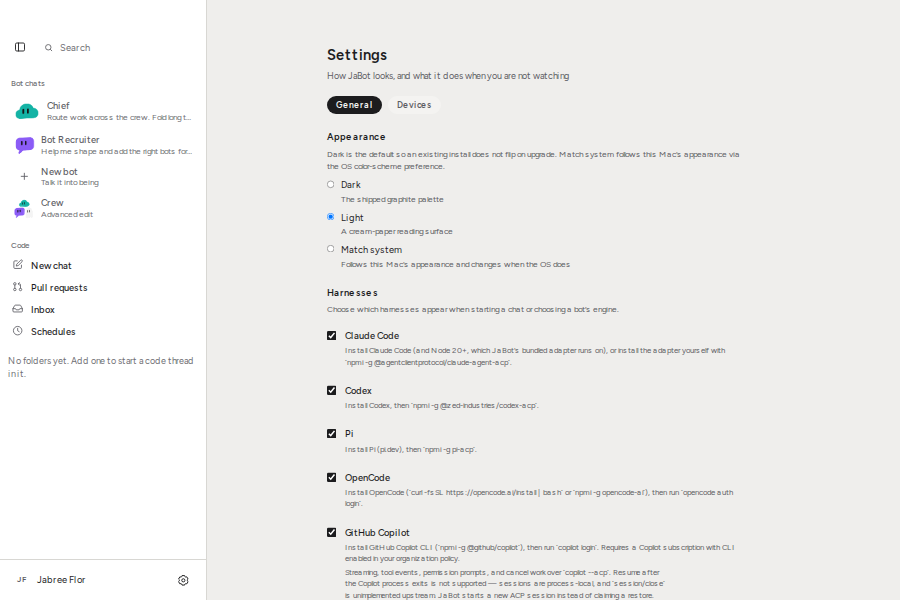 Search
Bot chats
Chief
Route work across the crew. Fold long t...
Bot Recruiter
Help me shape and add the right bots for...
New bot
Talk it into being
Crew
Advanced edit
Code
New chat
Pull requests
Inbox
Schedules
No folders yet. Add one to start a code thread
in it.
JF
Jabree Flor
Settings
How JaBot looks, and what it does when you are not watching
General
Devices
Appearance
Dark is the default so an existing install does not flip on upgrade. Match system follows this Mac's appearance via
the OS color-scheme preference.
Dark
The shipped graphite palette
Light
A cream-paper reading surface
Match system
Follows this Mac's appearance and changes when the OS does
Harnesses
Choose which harnesses appear when starting a chat or choosing a bot's engine.
Claude Code
Install Claude Code (and Node 20+, which JaBot's bundled adapter runs on), or install the adapter yourself with
`npm i -g @agentclientprotocol/claude-agent-acp`.
Codex
Install Codex, then `npm i -g @zed-industries/codex-acp`.
Pi
Install Pi (pi.dev), then `npm i -g pi-acp`.
OpenCode
Install OpenCode (`curl -fsSL https://opencode.ai/install | bash` or `npm i -g opencode-ai`), then run `opencode auth
login`.
GitHub Copilot
Install GitHub Copilot CLI (`npm i -g @github/copilot`), then run `copilot login`. Requires a Copilot subscription with CLI
enabled in your organization policy.
Streaming, tool events, permission prompts, and cancel work over `copilot --acp`. Resume after
the Copilot process exits is not supported — sessions are process-local, and `session/close`
is unimplemented upstream. JaBot starts a new ACP session instead of claiming a restore.